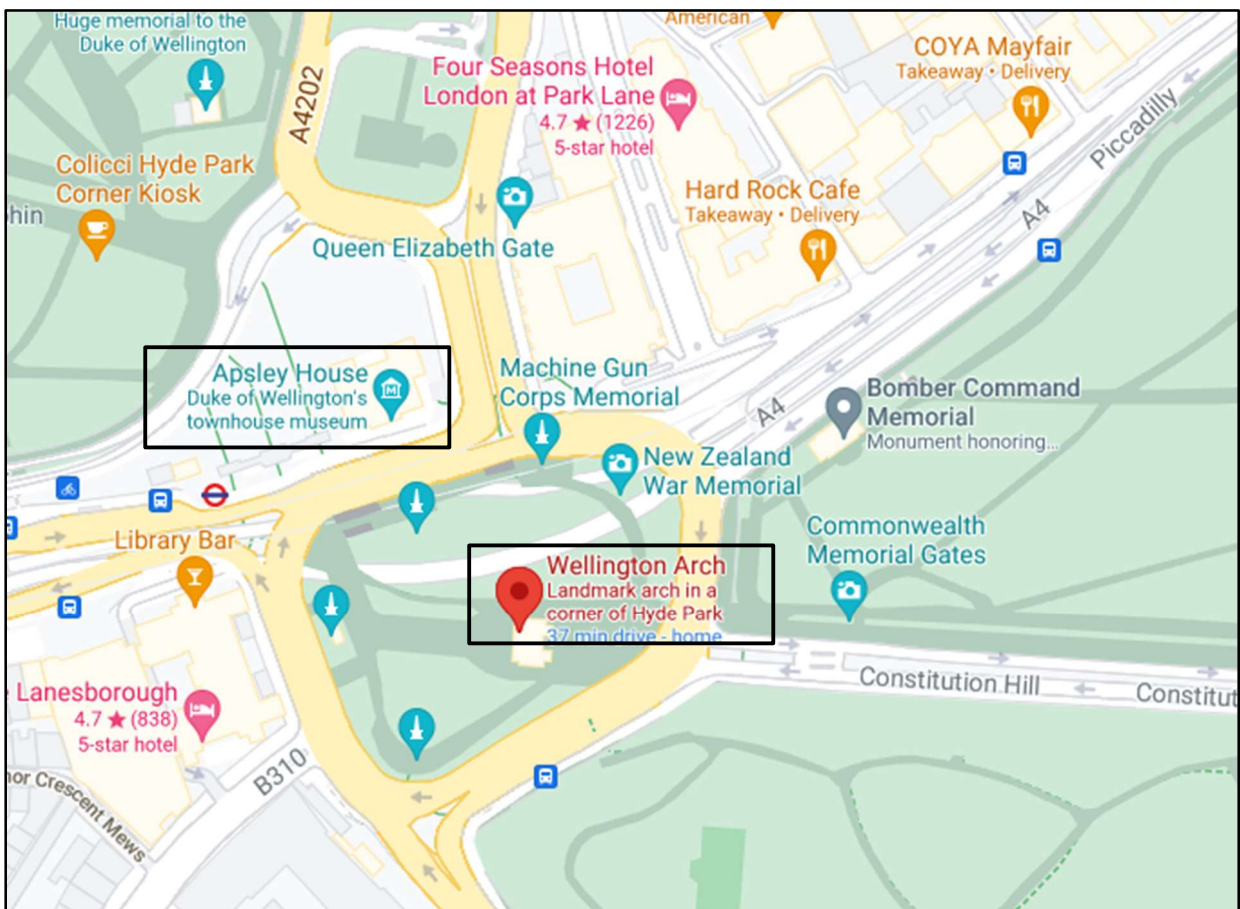 Huge memorial to the
Duke of Wellington
American
COYA Mayfair
Takeaway • Delivery
Four Seasons Hotel
London at Park Lane
4.7 ★ (1226)
5-star hotel
A4202
Piccadilly
Colicci Hyde Park
Corner Kiosk
Hard Rock Cafe
Takeaway • Delivery
A4
Queen Elizabeth Gate
Apsley House
Duke of Wellington's
townhouse museum
Machine Gun
Corps Memorial
A4
Bomber Command
Memorial
Monument honoring...
New Zealand
War Memorial
Library Bar
Commonwealth
Memorial Gates
Wellington Arch
Landmark arch in a
corner of Hyde Park
37 min drive - home
Lanesborough
4.7 ★ (838)
5-star hotel
Constitution Hill
B310
Crescent Mews